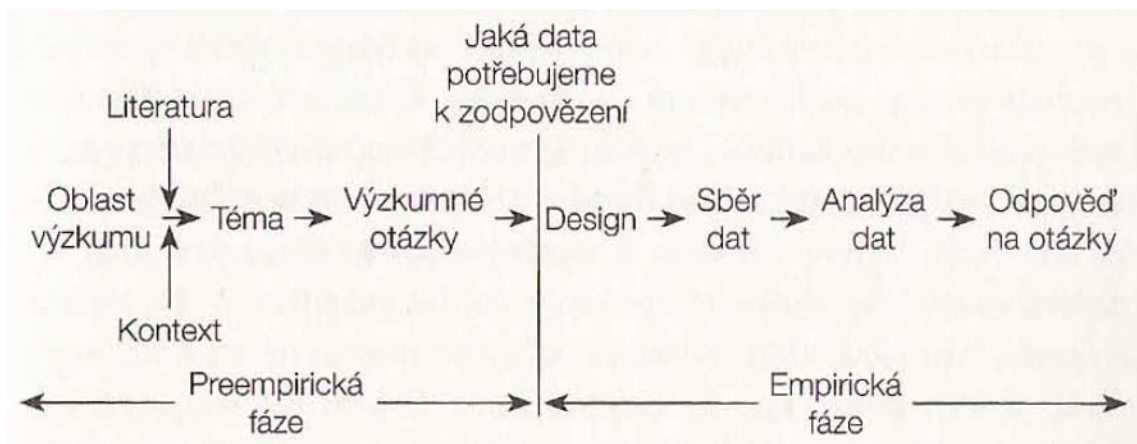 Jaká data
potřebujeme
k zodpovězení
Literatura
Oblast
výzkumu
Téma
Výzkumné
otázky
Design
Sběr
dat
Analýza
dat
Odpověď
na otázky
Kontext
Preempirická
fáze
Empirická
fáze